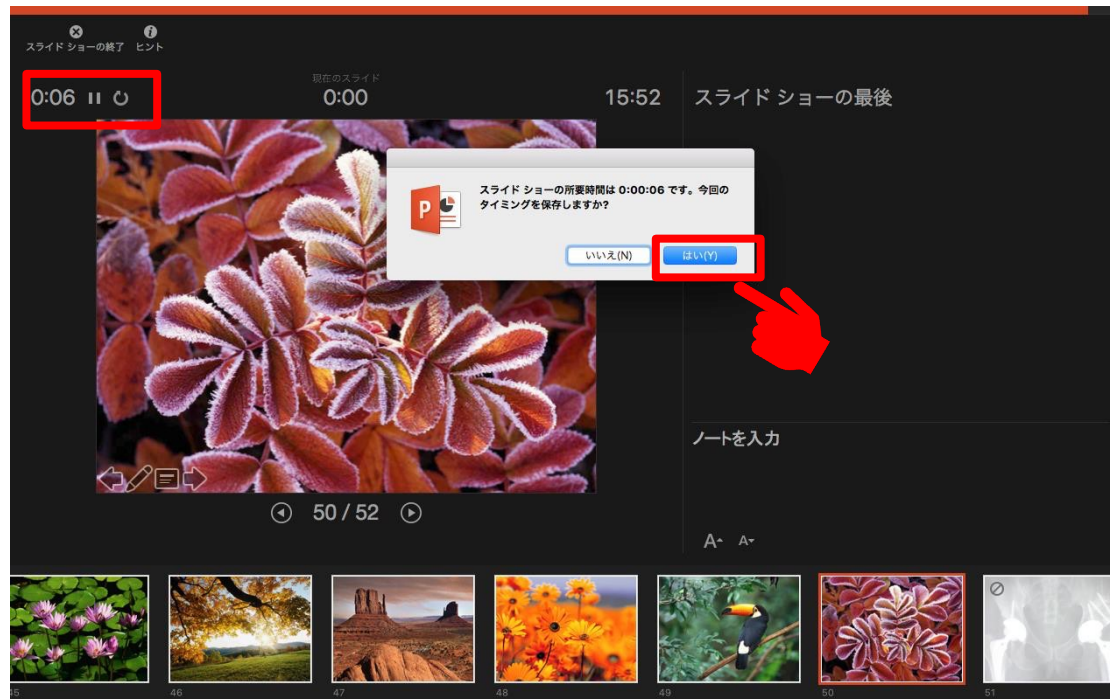 スライド ショーの終了 ヒント
0:06
現在のスライド
0:00
15:52
スライド ショーの最後
スライド ショーの所要時間は 0:00:06 です。今回の
タイミングを保存しますか?
P
いいえ(N) はい(Y)
ノートを入力
50 / 52
A A
45 46 47 48 49 50 51